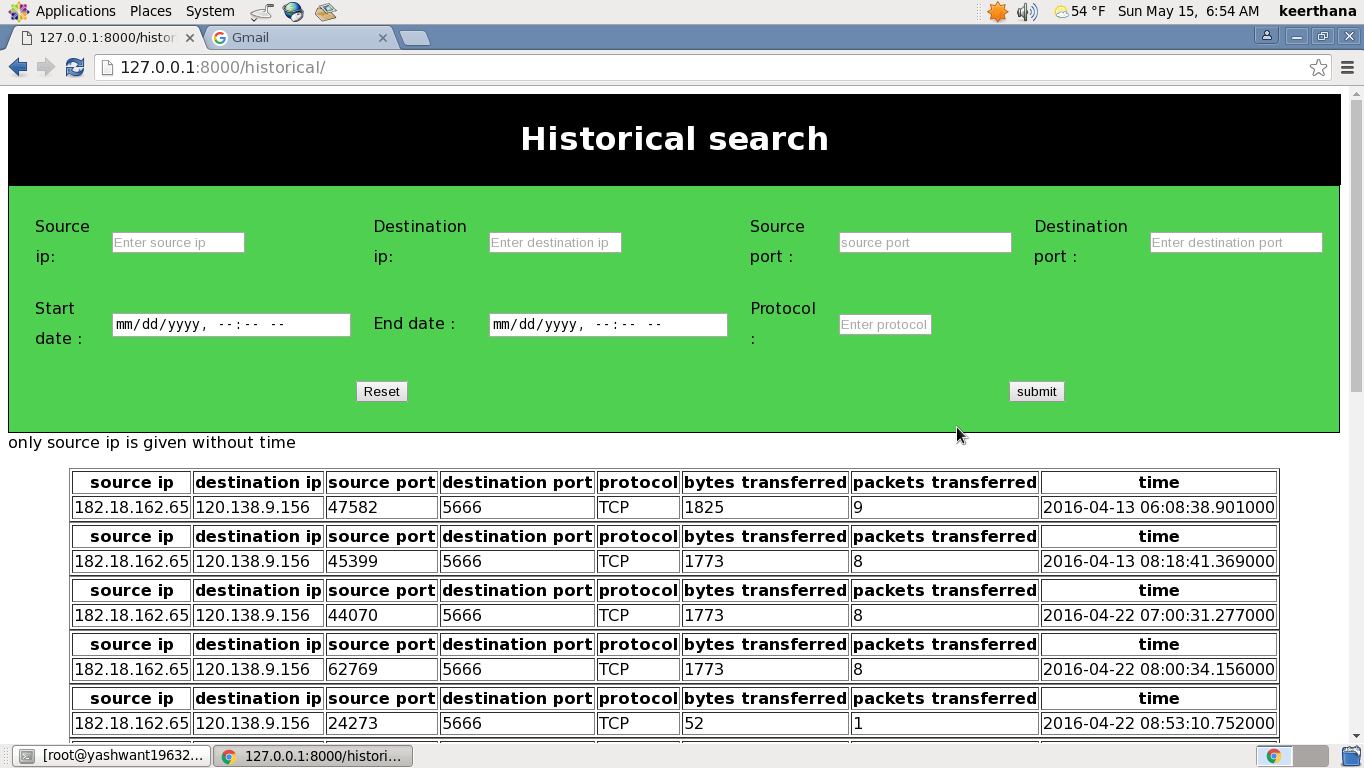 Applications Places System 54 °F Sun May 15, 6:54 AM keerthana
127.0.0.1:8000/histor Gmail
127.0.0.1:8000/historical/
Historical search
Source ip: Enter source ip Destination ip: Enter destination ip Source port : source port Destination port : Enter destination port
Start date : mm/dd/yyyy, --:-- -- End date : mm/dd/yyyy, --:-- -- Protocol : Enter protocol
Reset submit
only source ip is given without time
source ip destination ip source port destination port protocol bytes transferred packets transferred time
182.18.162.65 120.138.9.156 47582 5666 TCP 1825 9 2016-04-13 06:08:38.901000
source ip destination ip source port destination port protocol bytes transferred packets transferred time
182.18.162.65 120.138.9.156 45399 5666 TCP 1773 8 2016-04-13 08:18:41.369000
source ip destination ip source port destination port protocol bytes transferred packets transferred time
182.18.162.65 120.138.9.156 44070 5666 TCP 1773 8 2016-04-22 07:00:31.277000
source ip destination ip source port destination port protocol bytes transferred packets transferred time
182.18.162.65 120.138.9.156 62769 5666 TCP 1773 8 2016-04-22 08:00:34.156000
source ip destination ip source port destination port protocol bytes transferred packets transferred time
182.18.162.65 120.138.9.156 24273 5666 TCP 52 1 2016-04-22 08:53:10.752000
[root@yashwant19632... 127.0.0.1:8000/histori...